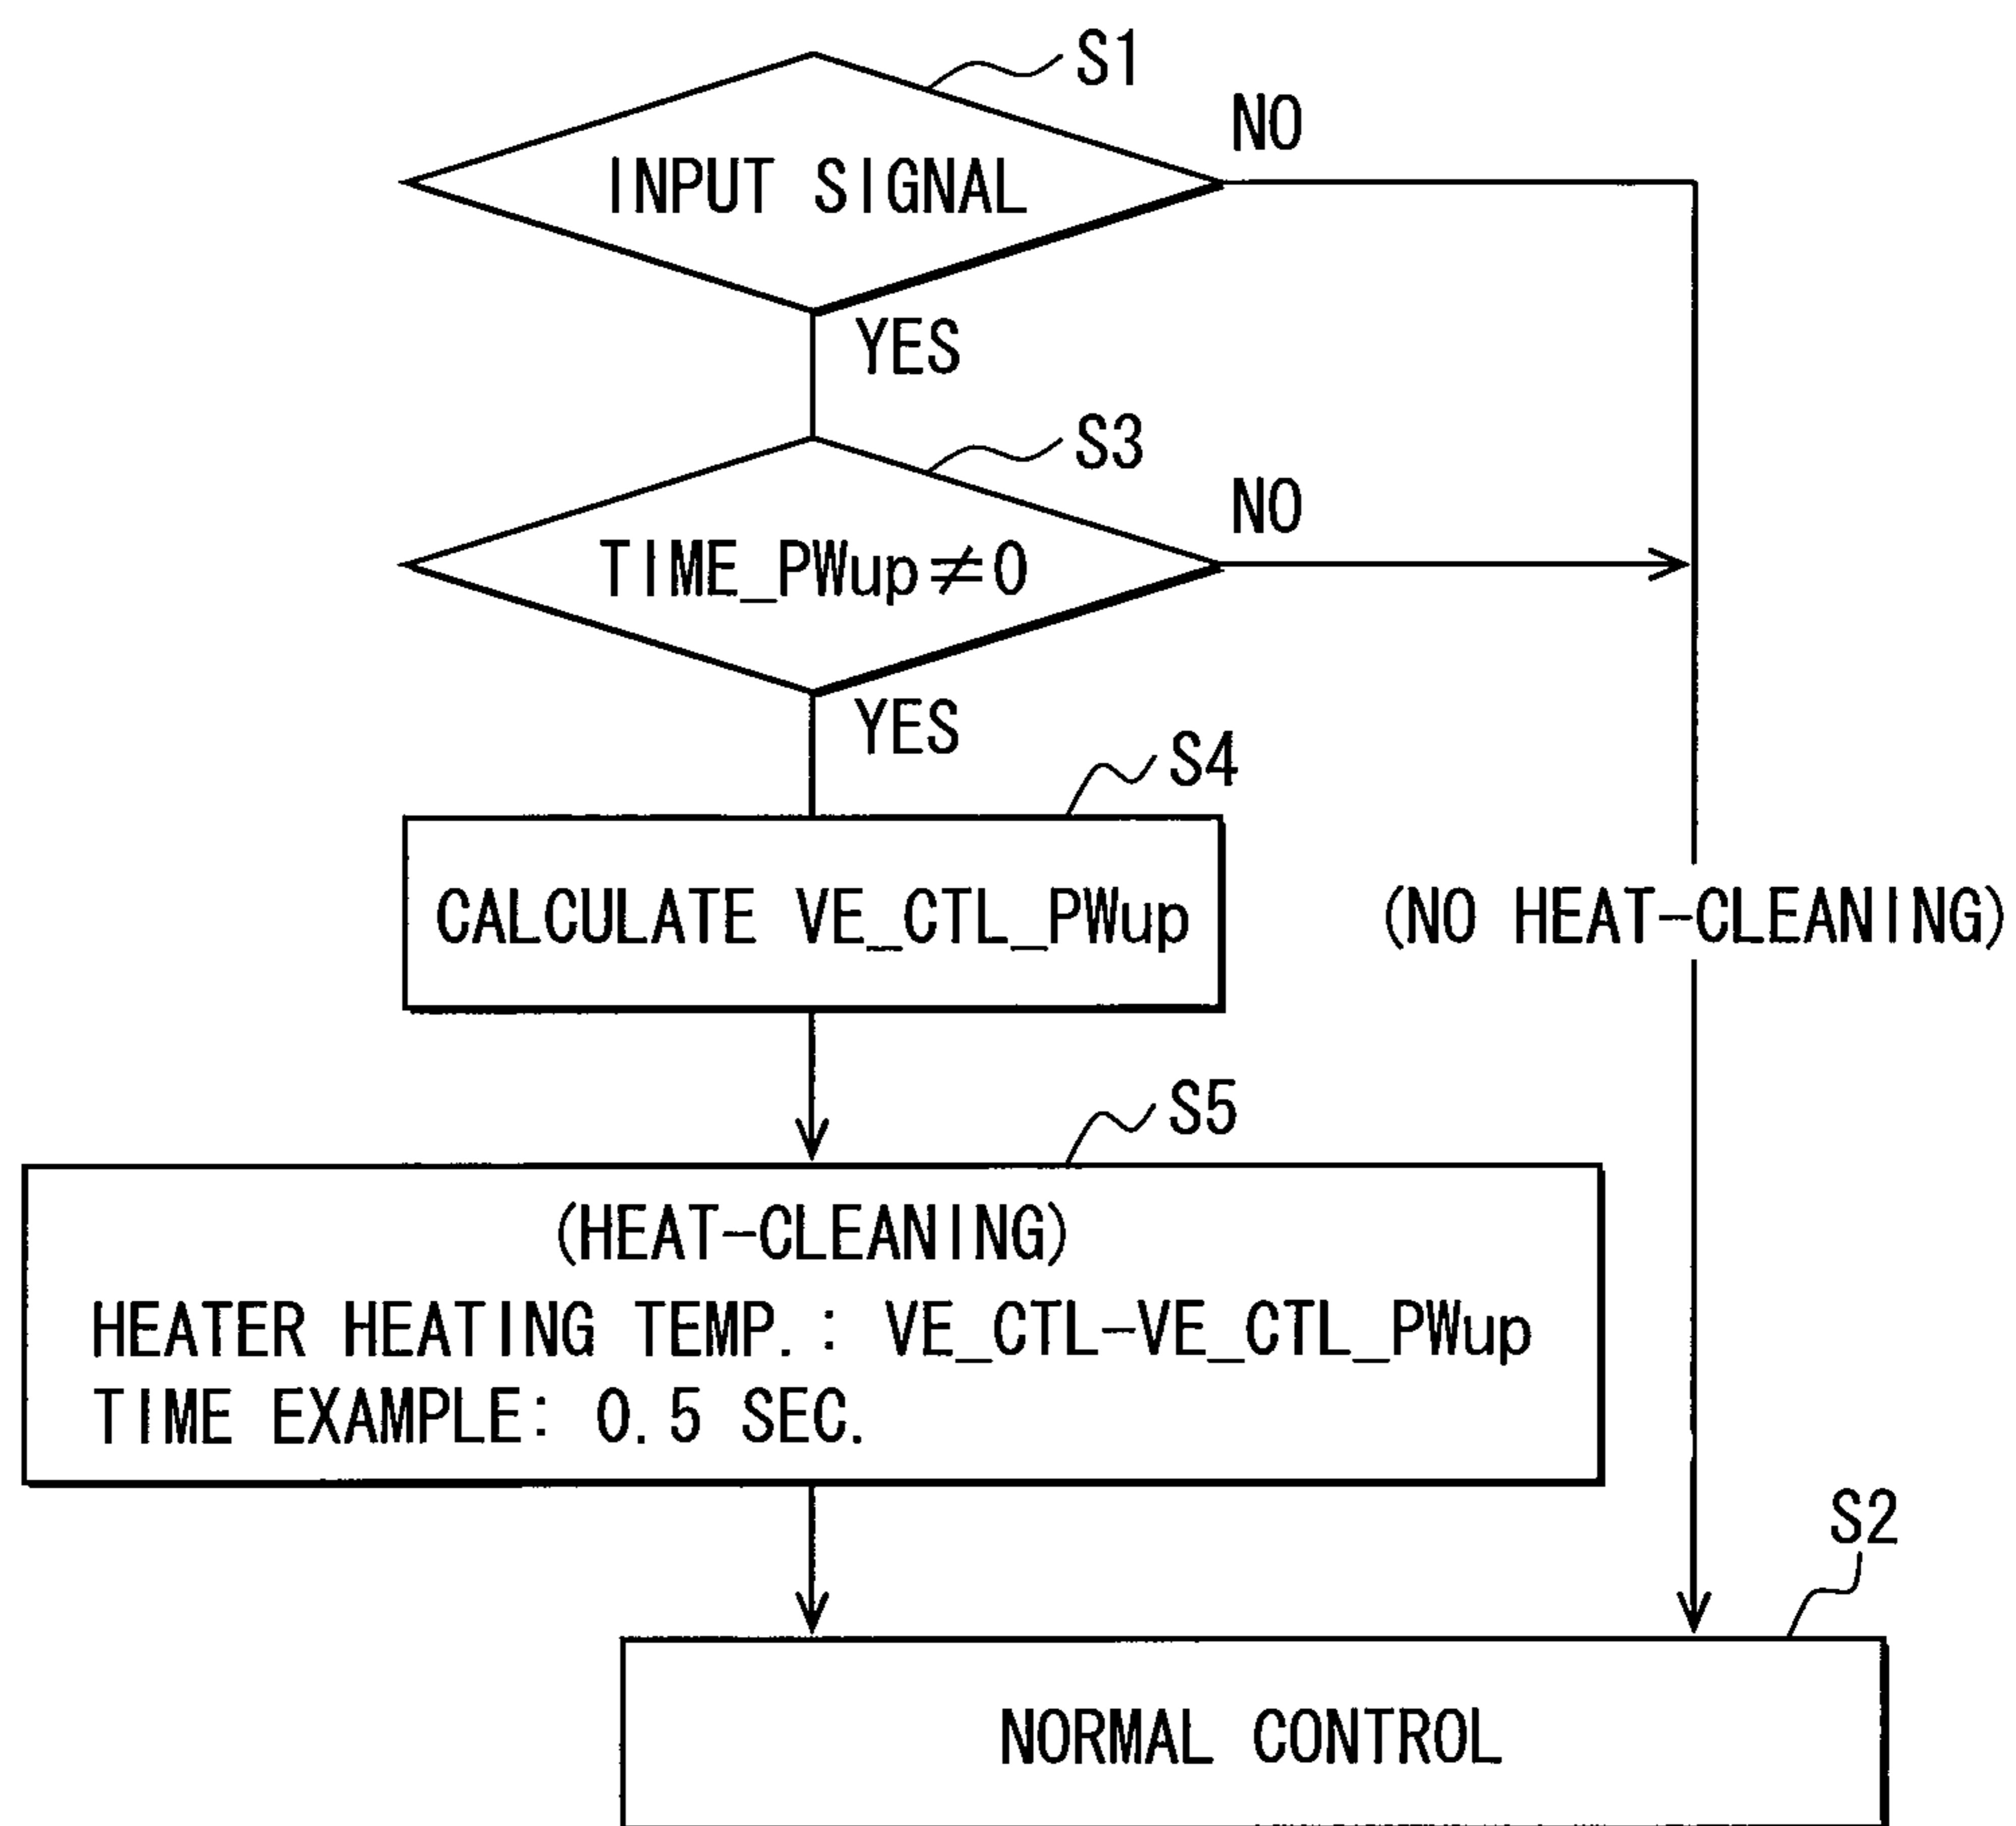 S1
NO
INPUT SIGNAL
YES
S3
NO
TIME_PWup≠0
YES
S4
CALCULATE VE_CTL_PWup
(NO HEAT-CLEANING)
S5
(HEAT-CLEANING)
HEATER HEATING TEMP.: VE_CTL-VE_CTL_PWup
TIME EXAMPLE: 0.5 SEC.
S2
NORMAL CONTROL